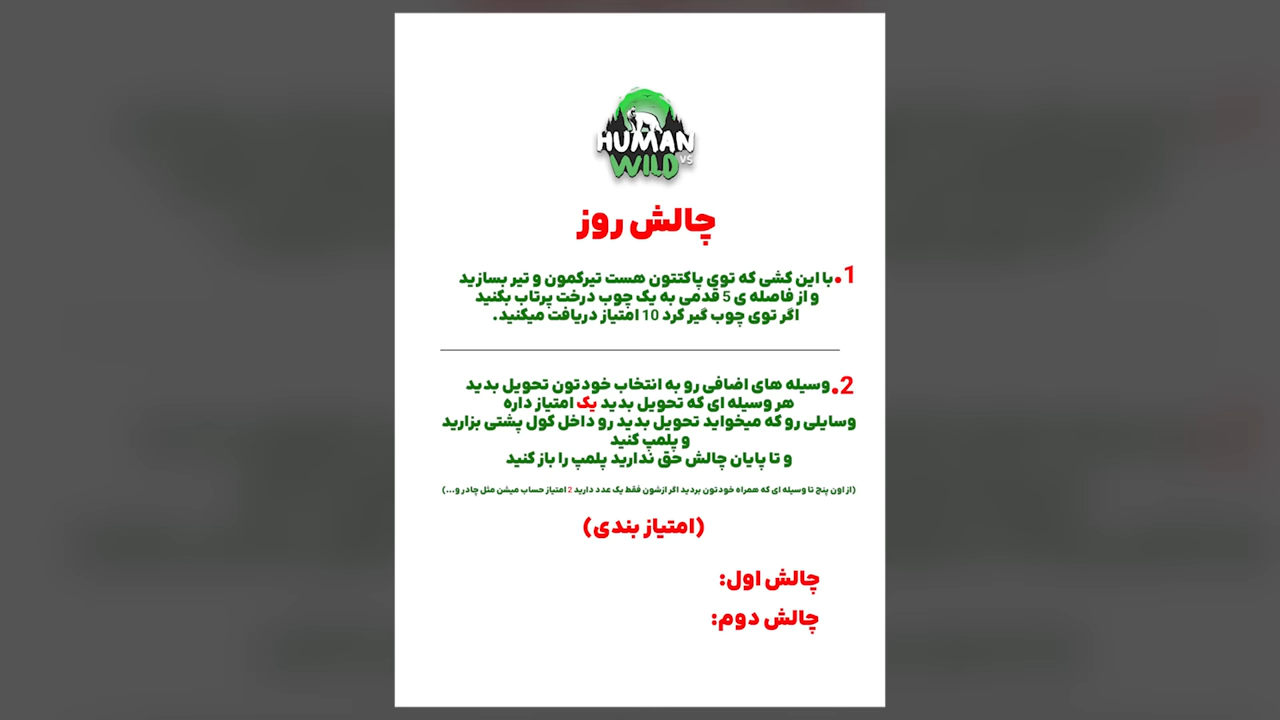 HUMAN
VS
WILD
چالش روز
1. با این کشی که توی پاکتتون هست تیرکمون و تیر بسازید
و از فاصله ی 5 قدمی به یک چوب درخت پرتاب بکنید
اگر توی چوب گیر کرد 10 امتیاز دریافت میکنید.
2. وسیله های اضافی رو به انتخاب خودتون تحویل بدید
هر وسیله ای که تحویل بدید یک امتیاز داره
وسایلی رو که میخواید تحویل بدید رو داخل کول پشتی بزارید
و پلمپ کنید
و تا پایان چالش حق ندارید پلمپ را باز کنید
(از اون پنج تا وسیله ای که همراه خودتون بردید اگر ازشون فقط یک عدد دارید 2 امتیاز حساب میشن مثل چادر و...)
(امتیاز بندی)
چالش اول:
چالش دوم: